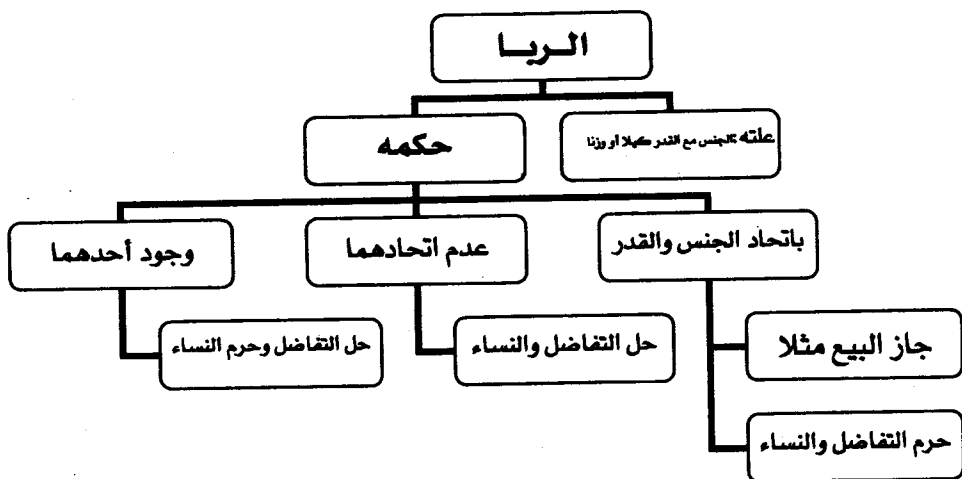 الربا
علته :الجنس مع القدر كيلا أو وزنا
حكمه
باتحاد الجنس والقدر
عدم اتحادهما
وجود أحدهما
جاز البيع مثلا
حل التفاضل والنساء
حل التفاضل وحرم النساء
حرم التفاضل والنساء